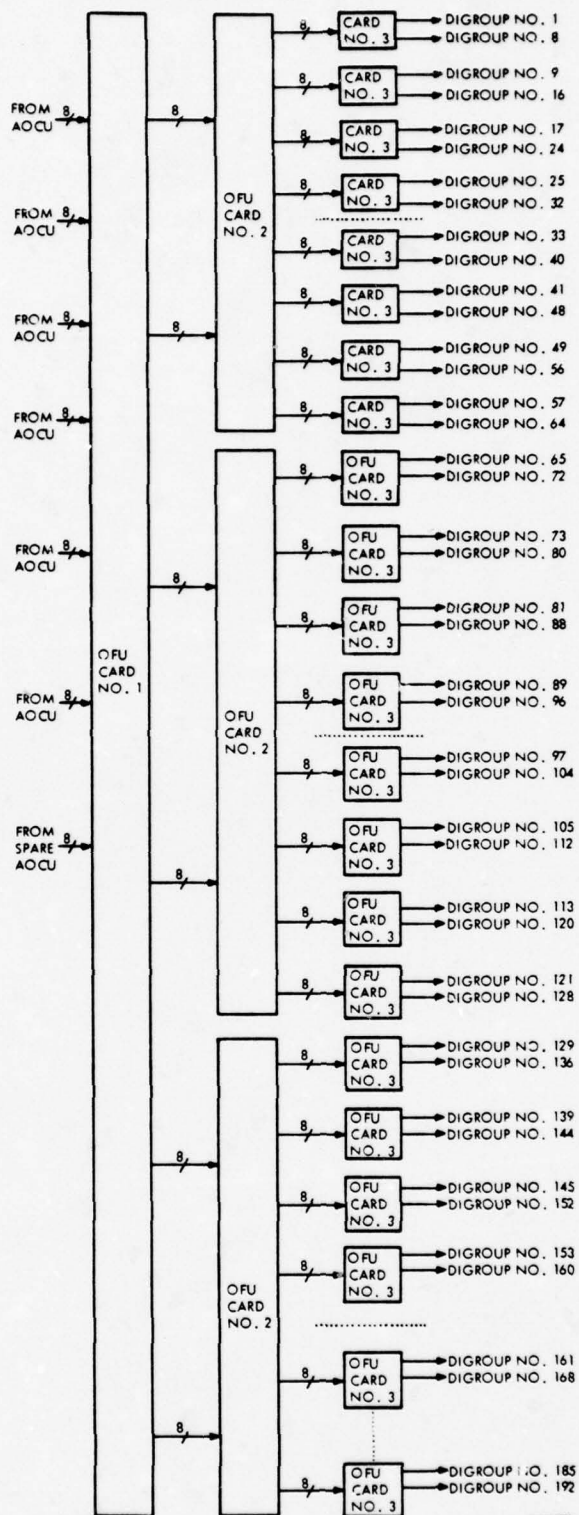 FROM
AOCU
8
FROM
AOCU
8
FROM
AOCU
8
FROM
AOCU
8
FROM
AOCU
8
FROM
AOCU
8
FROM
SPARE
AOCU
8
OFU
CARD
NO. 1
8
8
8
8
8
8
OFU
CARD
NO. 2
8
CARD
NO. 3
DIGROUP NO. 1
DIGROUP NO. 8
8
CARD
NO. 3
DIGROUP NO. 9
DIGROUP NO. 16
8
CARD
NO. 3
DIGROUP NO. 17
DIGROUP NO. 24
8
CARD
NO. 3
DIGROUP NO. 25
DIGROUP NO. 32
8
CARD
NO. 3
DIGROUP NO. 33
DIGROUP NO. 40
8
CARD
NO. 3
DIGROUP NO. 41
DIGROUP NO. 48
8
CARD
NO. 3
DIGROUP NO. 49
DIGROUP NO. 56
8
CARD
NO. 3
DIGROUP NO. 57
DIGROUP NO. 64
OFU
CARD
NO. 2
8
OFU
CARD
NO. 3
DIGROUP NO. 65
DIGROUP NO. 72
8
OFU
CARD
NO. 3
DIGROUP NO. 73
DIGROUP NO. 80
8
OFU
CARD
NO. 3
DIGROUP NO. 81
DIGROUP NO. 88
8
OFU
CARD
NO. 3
DIGROUP NO. 89
DIGROUP NO. 96
8
OFU
CARD
NO. 3
DIGROUP NO. 97
DIGROUP NO. 104
8
OFU
CARD
NO. 3
DIGROUP NO. 105
DIGROUP NO. 112
8
OFU
CARD
NO. 3
DIGROUP NO. 113
DIGROUP NO. 120
8
OFU
CARD
NO. 3
DIGROUP NO. 121
DIGROUP NO. 128
OFU
CARD
NO. 2
8
OFU
CARD
NO. 3
DIGROUP NO. 129
DIGROUP NO. 136
8
OFU
CARD
NO. 3
DIGROUP NO. 139
DIGROUP NO. 144
8
OFU
CARD
NO. 3
DIGROUP NO. 145
DIGROUP NO. 152
8
OFU
CARD
NO. 3
DIGROUP NO. 153
DIGROUP NO. 160
8
OFU
CARD
NO. 3
DIGROUP NO. 161
DIGROUP NO. 168
8
OFU
CARD
NO. 3
DIGROUP NO. 185
DIGROUP NO. 192